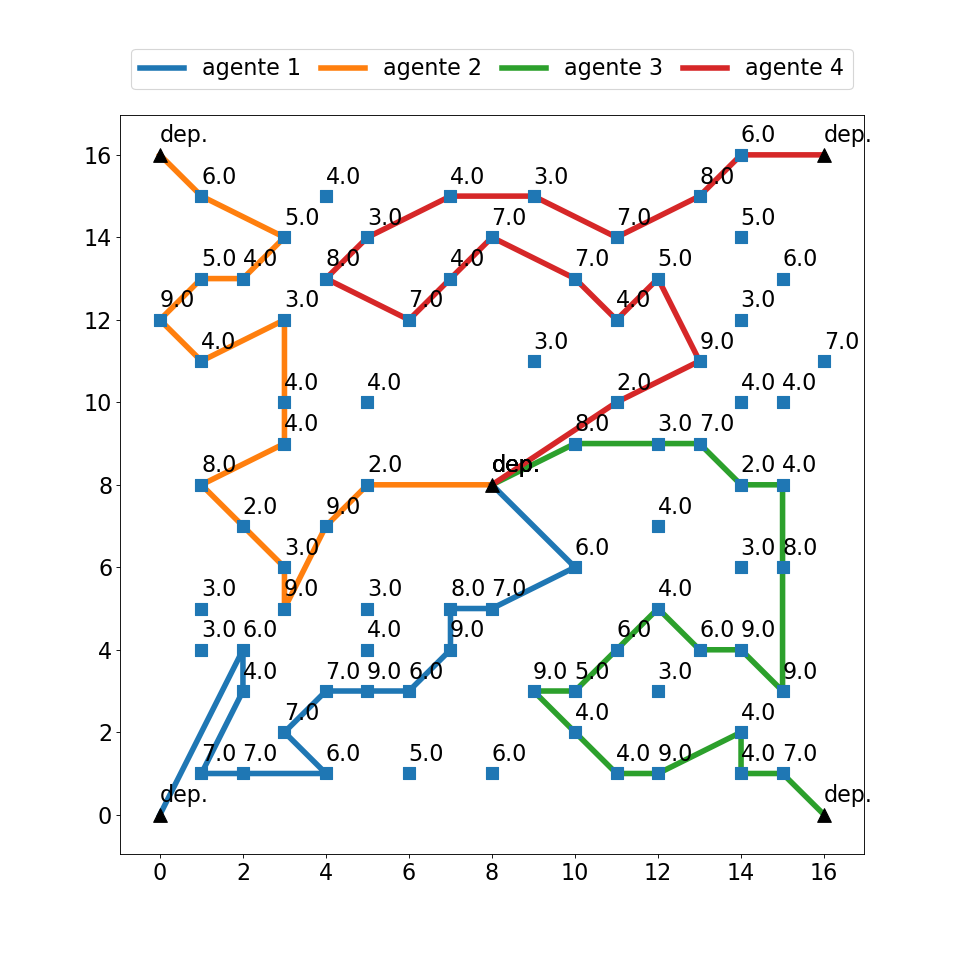 agente 1 agente 2 agente 3 agente 4
dep. 6.0 dep.
16
6.0 4.0 4.0 3.0 8.0
5.0 3.0 7.0 7.0 5.0
14
5.0 4.0 8.0 4.0 7.0 5.0 6.0
9.0 3.0 7.0 4.0 3.0
12
4.0 3.0 9.0 7.0
4.0 4.0 2.0 4.0 4.0
10
4.0 8.0 3.0 7.0
8.0 2.0 dep. dep. 2.0 4.0
8
2.0 9.0 4.0
3.0 6.0 3.0 8.0
6
3.0 9.0 3.0 8.0 7.0 4.0
3.0 6.0 4.0 9.0 6.0 6.0 9.0
4
4.0 7.0 9.0 6.0 9.0 5.0 3.0 9.0
7.0 4.0 4.0
2
7.0 7.0 6.0 5.0 6.0 4.0 9.0 4.0 7.0
dep. dep.
0
0 2 4 6 8 10 12 14 16